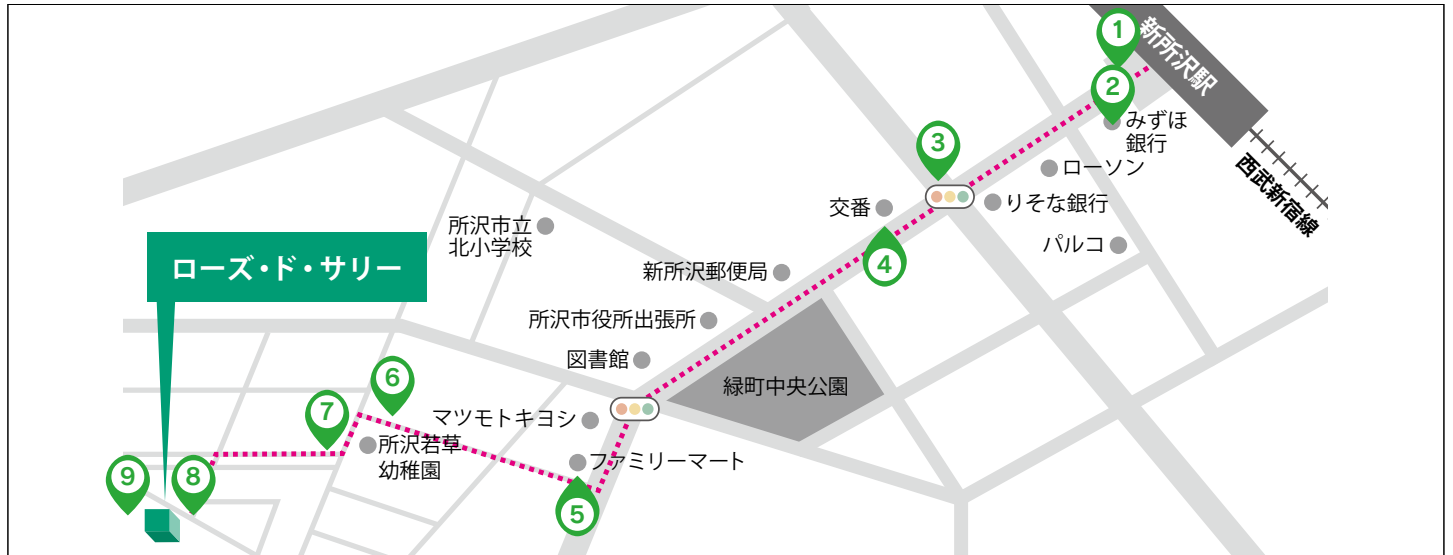 1
新所沢駅
2
みずほ
銀行
西武新宿線
3
ローソン
りそな銀行
交番
パルコ
4
所沢市立
北小学校
新所沢郵便局
ローズ・ド・サリー
所沢市役所出張所
図書館
緑町中央公園
6
7
マツモトキヨシ
所沢若草
幼稚園
ファミリーマート
5
8
9